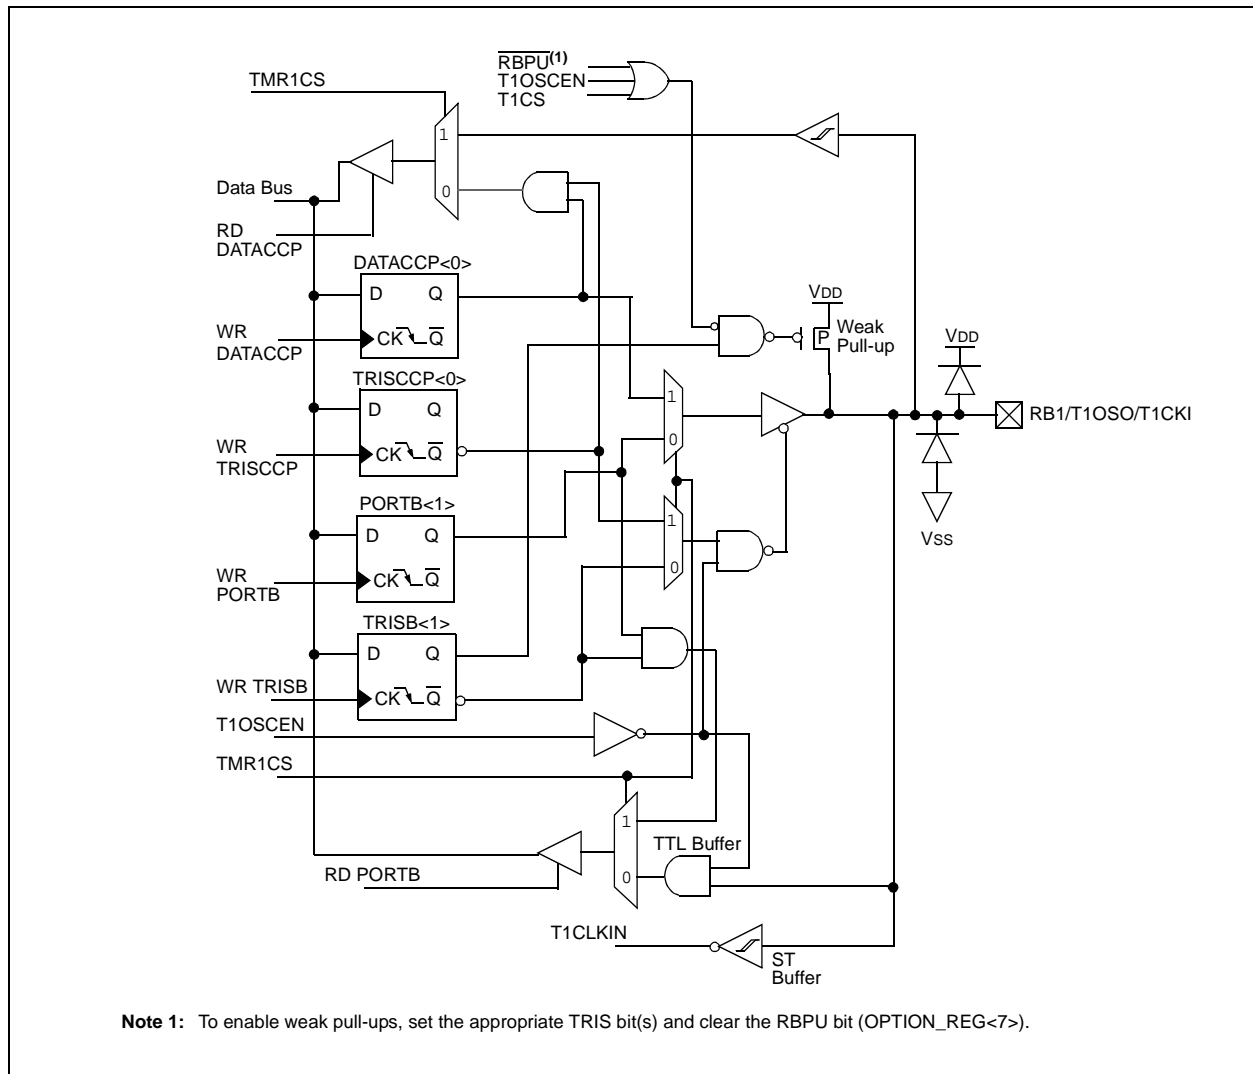 RBPU(1)
T1OSCEN
T1CS
TMR1CS
1
0
Data Bus
RD
DATACCP
DATACCP<0>
D Q
CK Q
WR
DATACCP
VDD
P
Weak
Pull-up
VDD
TRISCCP<0>
D Q
CK Q
WR
TRISCCP
1
0
RB1/T1OSO/T1CKI
VSS
PORTB<1>
D Q
CK Q
WR
PORTB
1
0
TRISB<1>
D Q
CK Q
WR TRISB
T1OSCEN
TMR1CS
1
0
TTL Buffer
RD PORTB
T1CLKIN
ST
Buffer
Note 1: To enable weak pull-ups, set the appropriate TRIS bit(s) and clear the RBPU bit (OPTION_REG<7>).